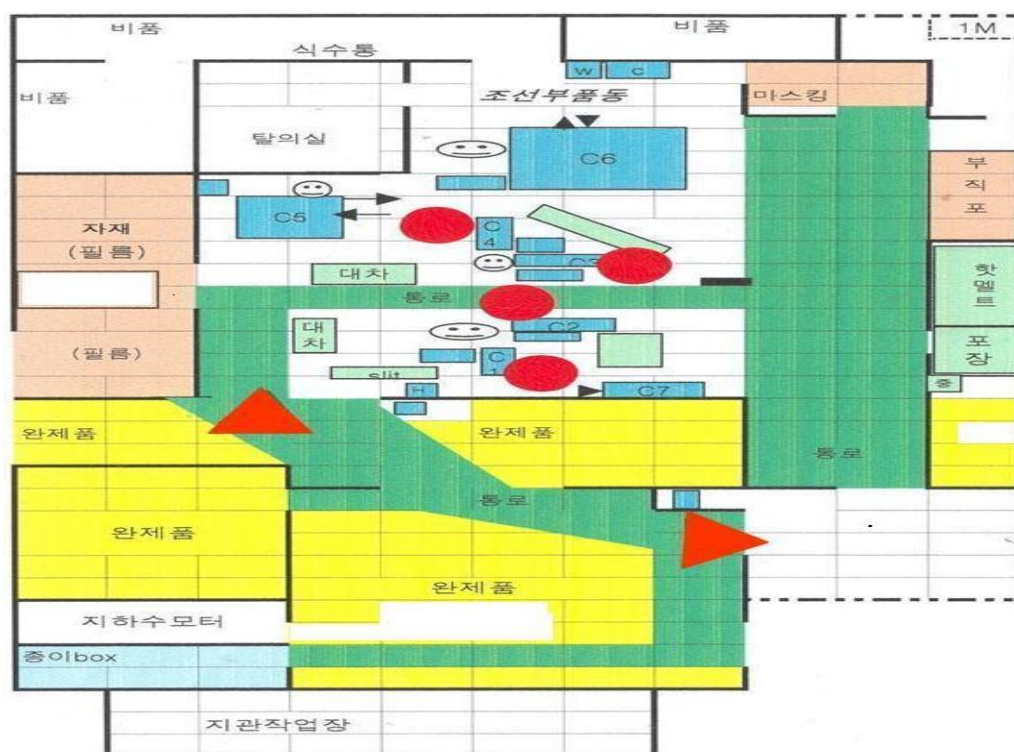 비품
비품
1M
식수통
W
C
비품
조선부품동
마스킹
탈의실
C6
부
직
포
C5
C
4
자재
(필름)
C3
대차
핫
멜
트
통로
대
차
C2
(필름)
C
1
포
장
slit
H
C7
중
완제품
완제품
통로
통로
완제품
완제품
지하수모터
종이box
지관작업장